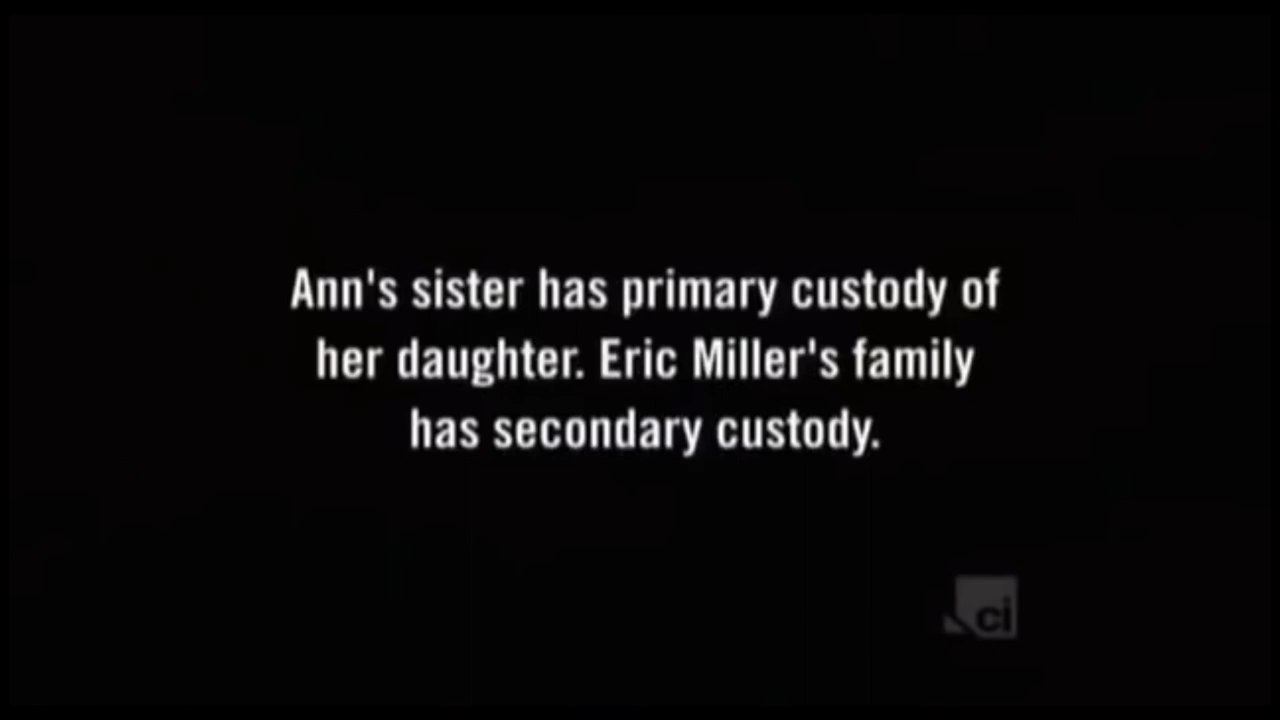 Ann's sister has primary custody of
her daughter. Eric Miller's family
has secondary custody.
ci